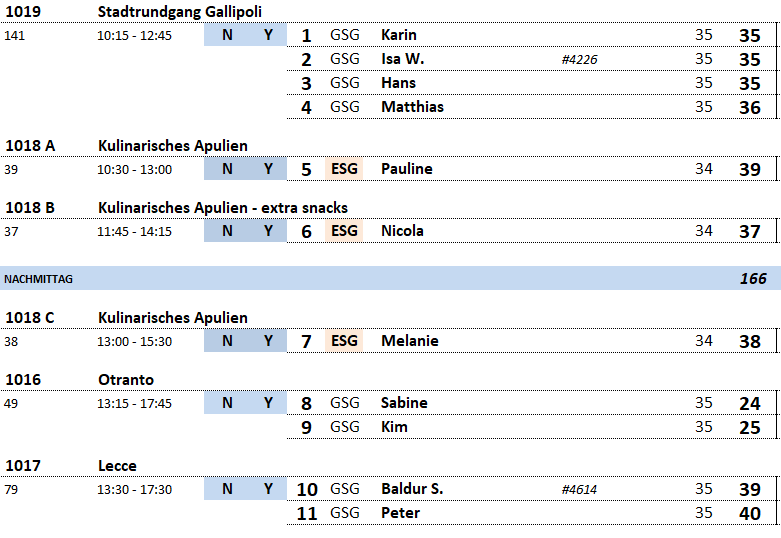 1019 Stadtrundgang Gallipoli
141 10:15 - 12:45 N Y 1 GSG Karin 35 35
2 GSG Isa W. #4226 35 35
3 GSG Hans 35 35
4 GSG Matthias 35 36
1018 A Kulinarisches Apulien
39 10:30 - 13:00 N Y 5 ESG Pauline 34 39
1018 B Kulinarisches Apulien - extra snacks
37 11:45 - 14:15 N Y 6 ESG Nicola 34 37
NACHMITTAG 166
1018 C Kulinarisches Apulien
38 13:00 - 15:30 N Y 7 ESG Melanie 34 38
1016 Otranto
49 13:15 - 17:45 N Y 8 GSG Sabine 35 24
9 GSG Kim 35 25
1017 Lecce
79 13:30 - 17:30 N Y 10 GSG Baldur S. #4614 35 39
11 GSG Peter 35 40